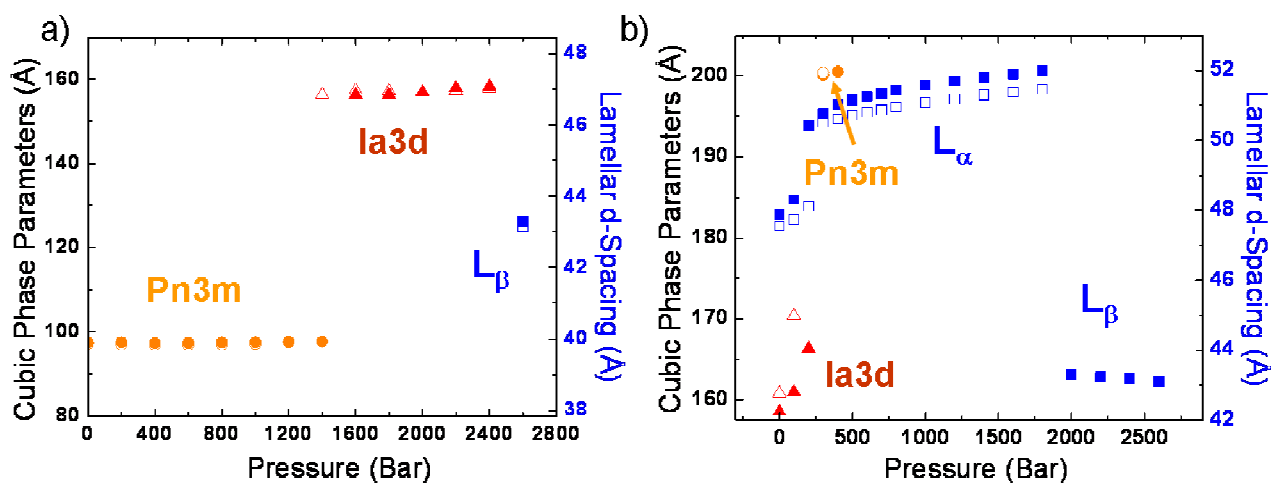 a)
Cubic Phase Parameters (Å)
160
140
120
100
80
Ia3d
Pn3m
Lβ
48
46
44
42
40
38
Lamellar d-Spacing (Å)
0 400 800 1200 1600 2000 2400 2800
Pressure (Bar)
b)
Cubic Phase Parameters (Å)
200
190
180
170
160
Pn3m
Lα
Ia3d
Lβ
52
50
48
46
44
42
Lamellar d-Spacing (Å)
0 500 1000 1500 2000 2500
Pressure (Bar)